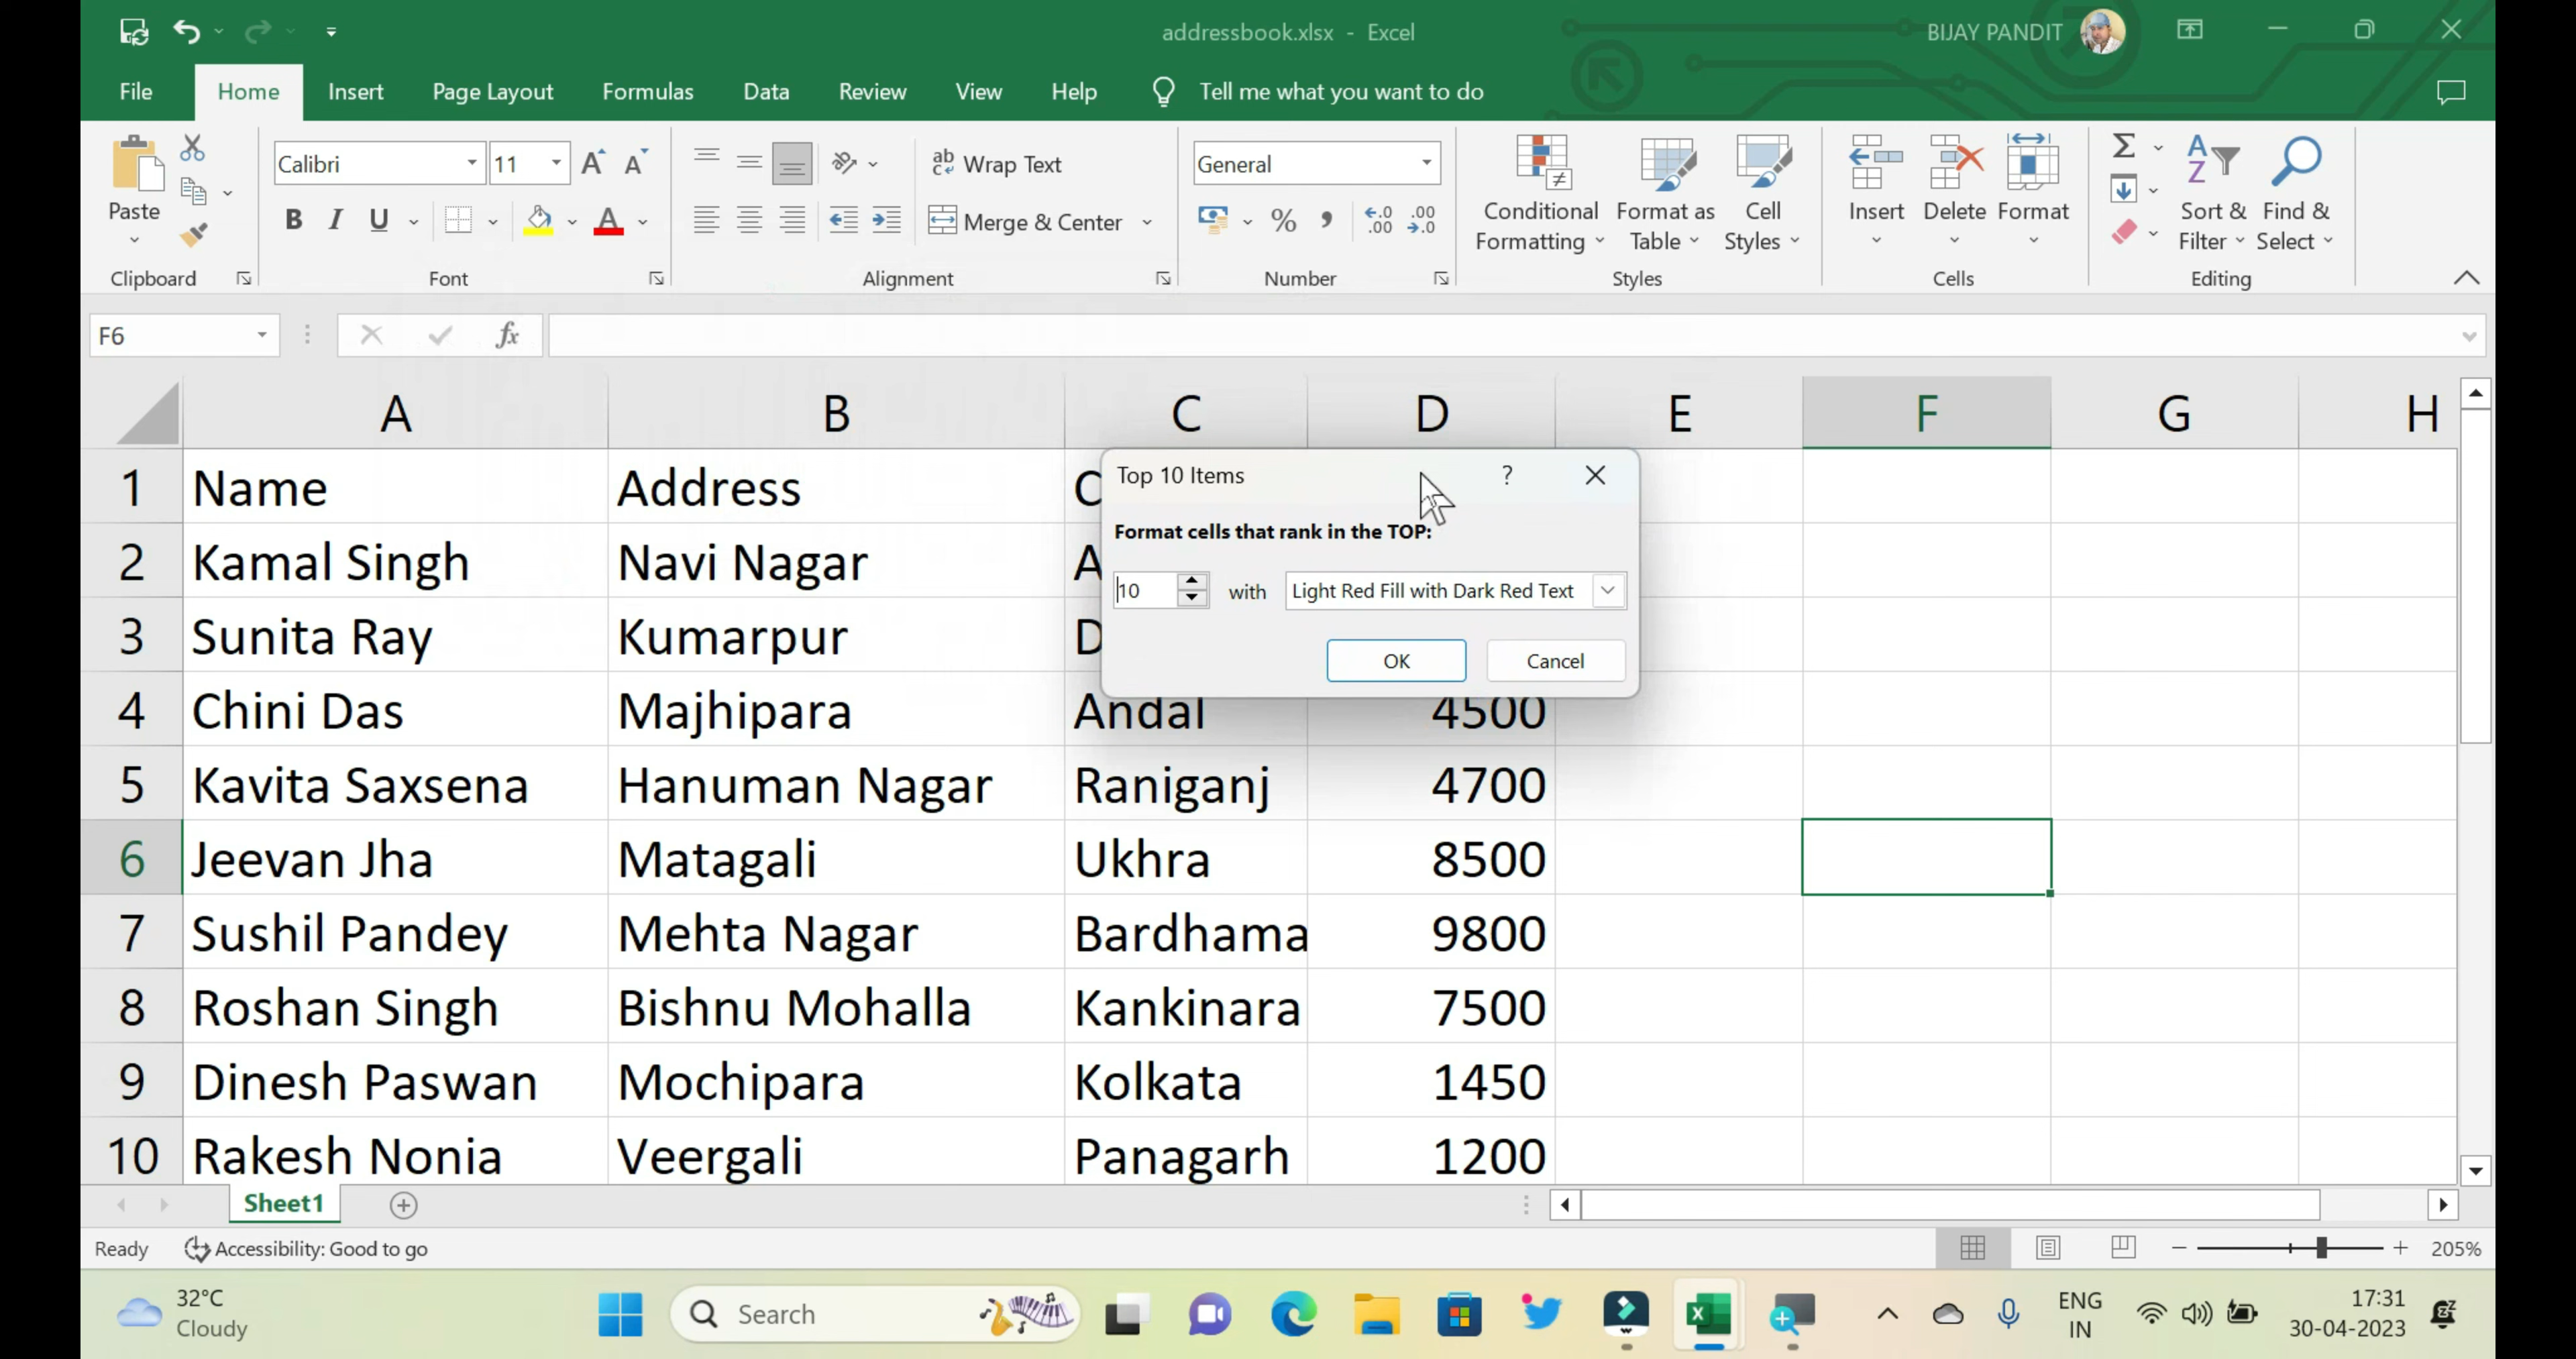 addressbook.xlsx - Excel
BIJAY PANDIT
File Home Insert Page Layout Formulas Data Review View Help Tell me what you want to do
Paste
Clipboard
Calibri 11
B I U A
Font
ab Wrap Text
Merge & Center
Alignment
General
% , .00 .00
Number
Conditional Formatting
Format as Table
Cell Styles
Styles
Insert Delete Format
Cells
Sort & Filter
Find & Select
Editing
F6 fx
A B C D E F G H
1 Name Address C
2 Kamal Singh Navi Nagar A
3 Sunita Ray Kumarpur D
4 Chini Das Majhipara Andal 4500
5 Kavita Saxsena Hanuman Nagar Raniganj 4700
6 Jeevan Jha Matagali Ukhra 8500
7 Sushil Pandey Mehta Nagar Bardhama 9800
8 Roshan Singh Bishnu Mohalla Kankinara 7500
9 Dinesh Paswan Mochipara Kolkata 1450
10 Rakesh Nonia Veergali Panagarh 1200
Top 10 Items ?
Format cells that rank in the TOP:
10 with Light Red Fill with Dark Red Text
OK Cancel
Sheet1
Ready Accessibility: Good to go 205%
32°C
Cloudy
Search
ENG
IN
17:31
30-04-2023